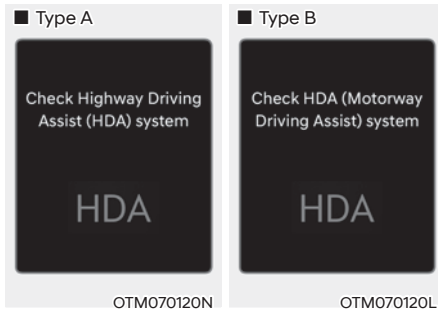 ■ Type A
Check Highway Driving
Assist (HDA) system
HDA
OTM070120N
■ Type B
Check HDA (Motorway
Driving Assist) system
HDA
OTM070120L